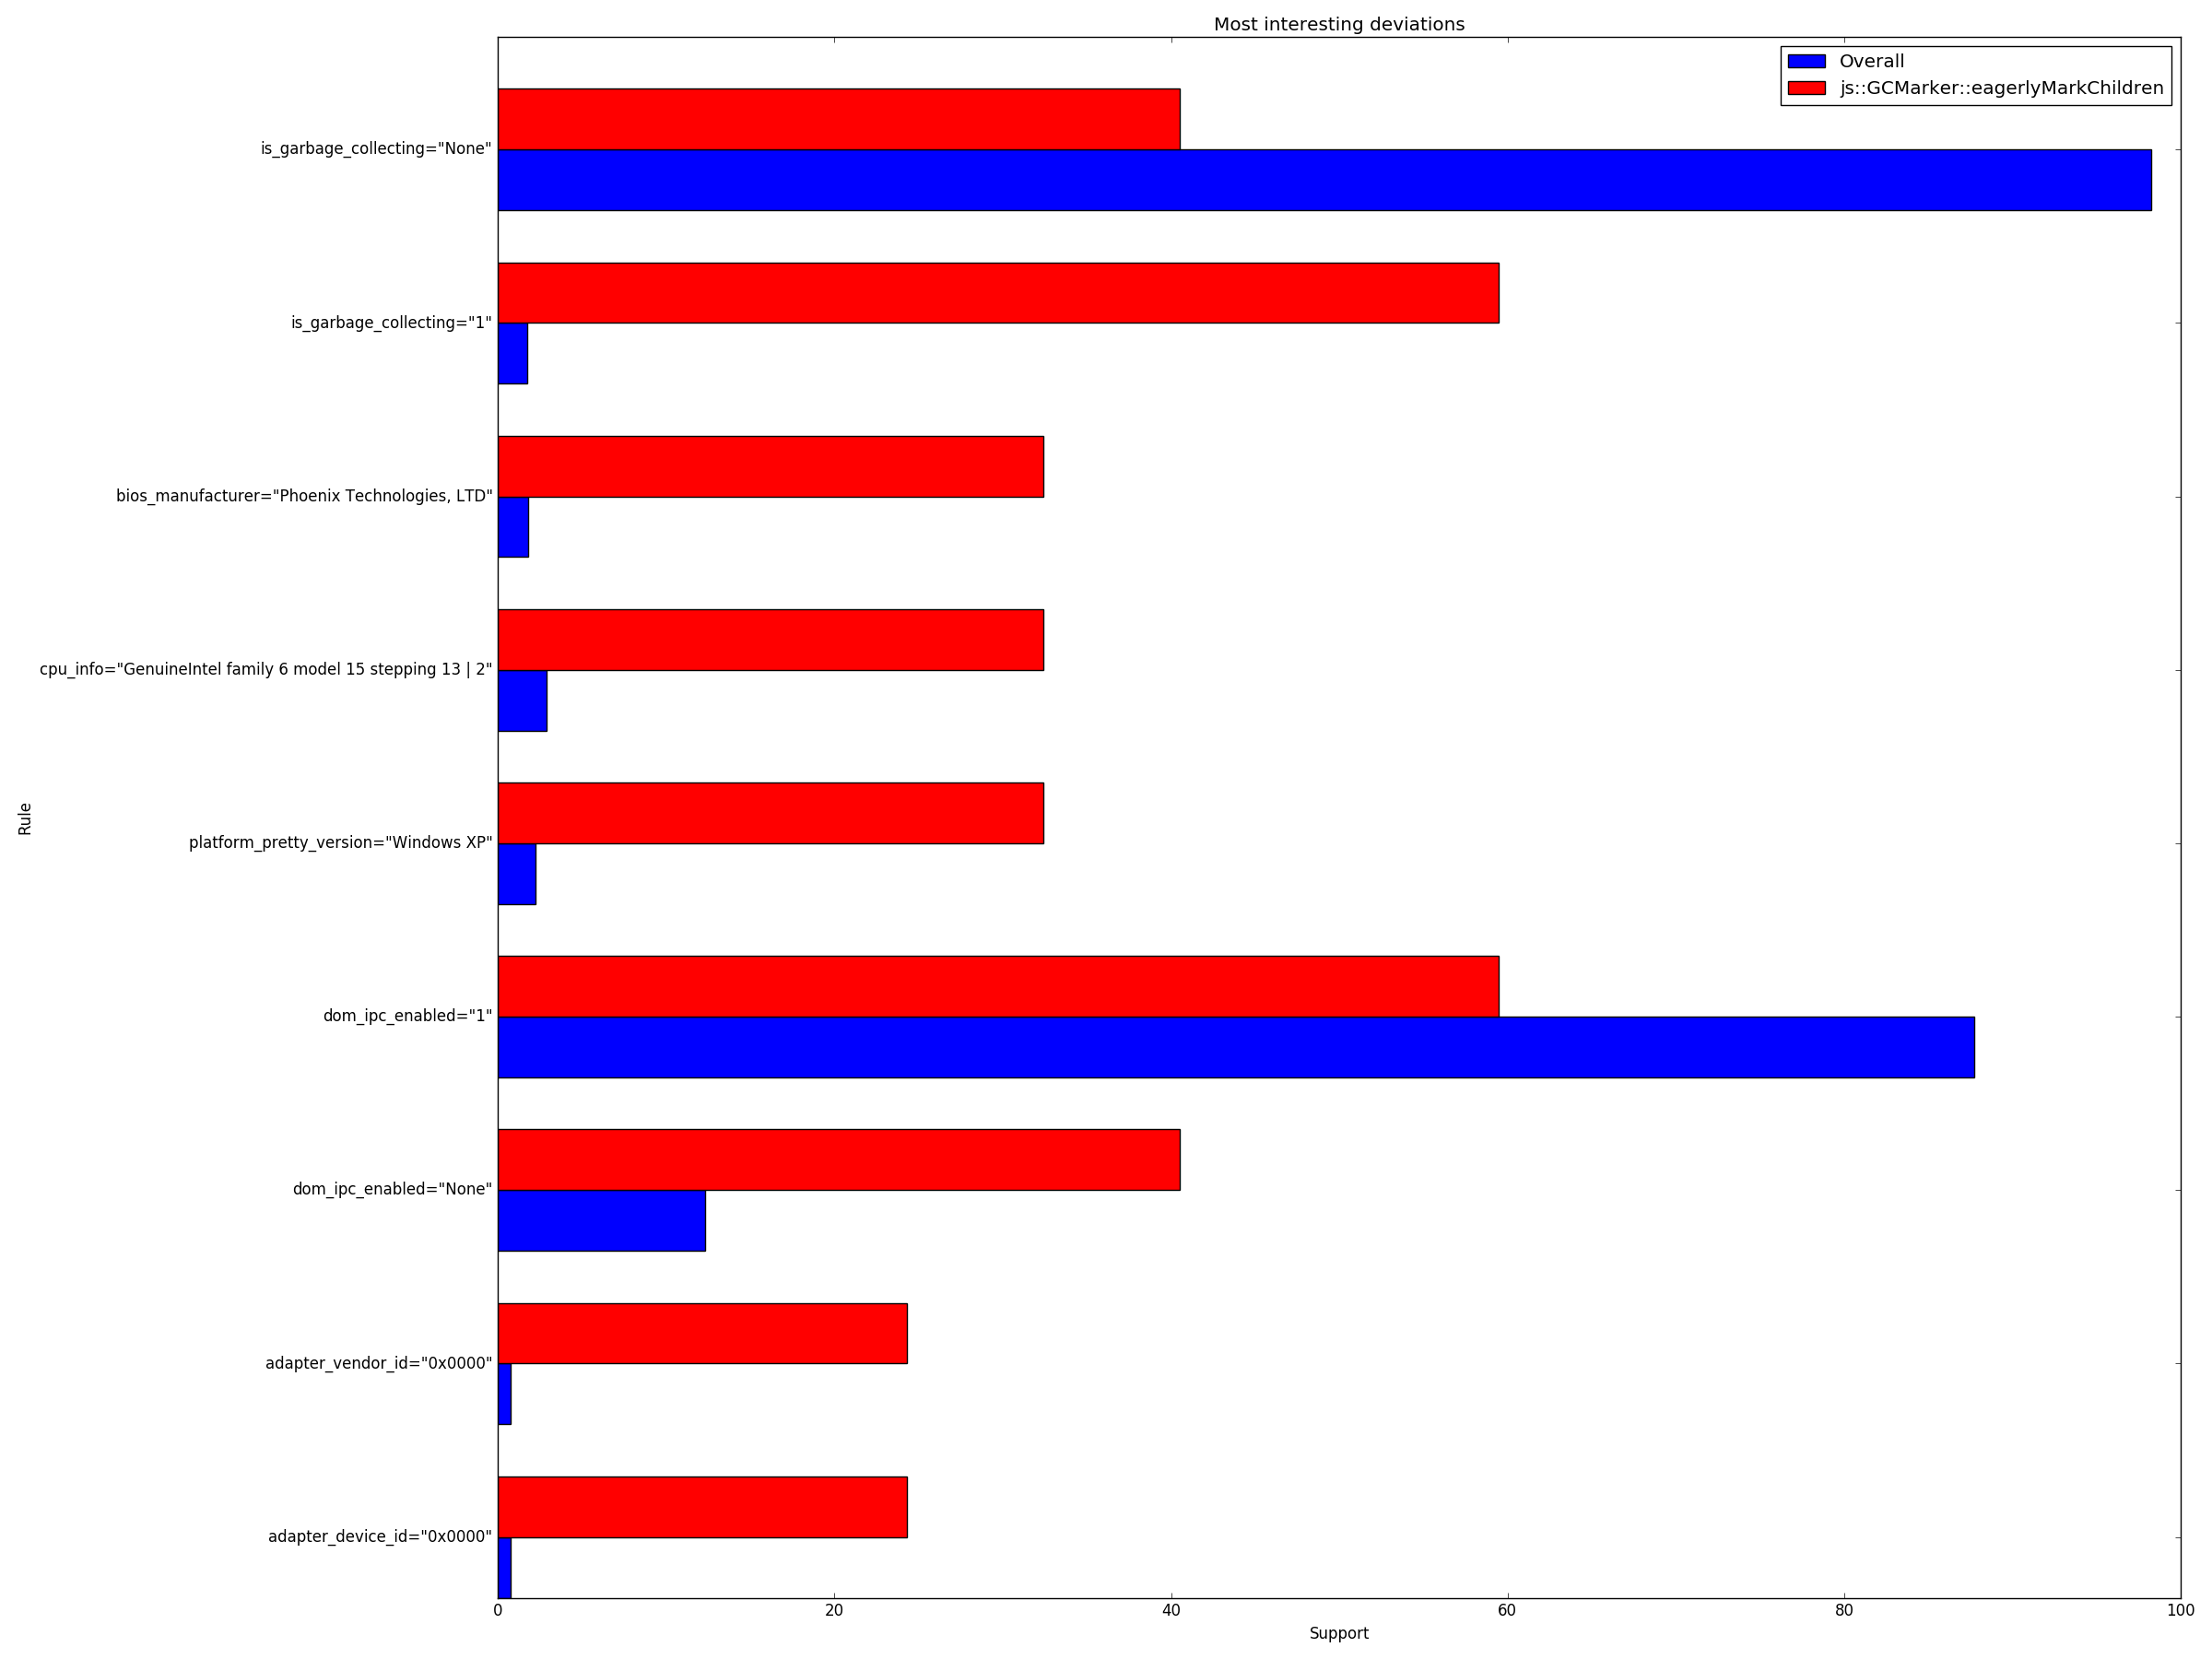 Most interesting deviations
Overall
js::GCMarker::eagerlyMarkChildren
is_garbage_collecting="None"
is_garbage_collecting="1"
bios_manufacturer="Phoenix Technologies, LTD"
cpu_info="GenuineIntel family 6 model 15 stepping 13 | 2"
platform_pretty_version="Windows XP"
dom_ipc_enabled="1"
dom_ipc_enabled="None"
adapter_vendor_id="0x0000"
adapter_device_id="0x0000"
Rule
0 20 40 60 80 100
Support